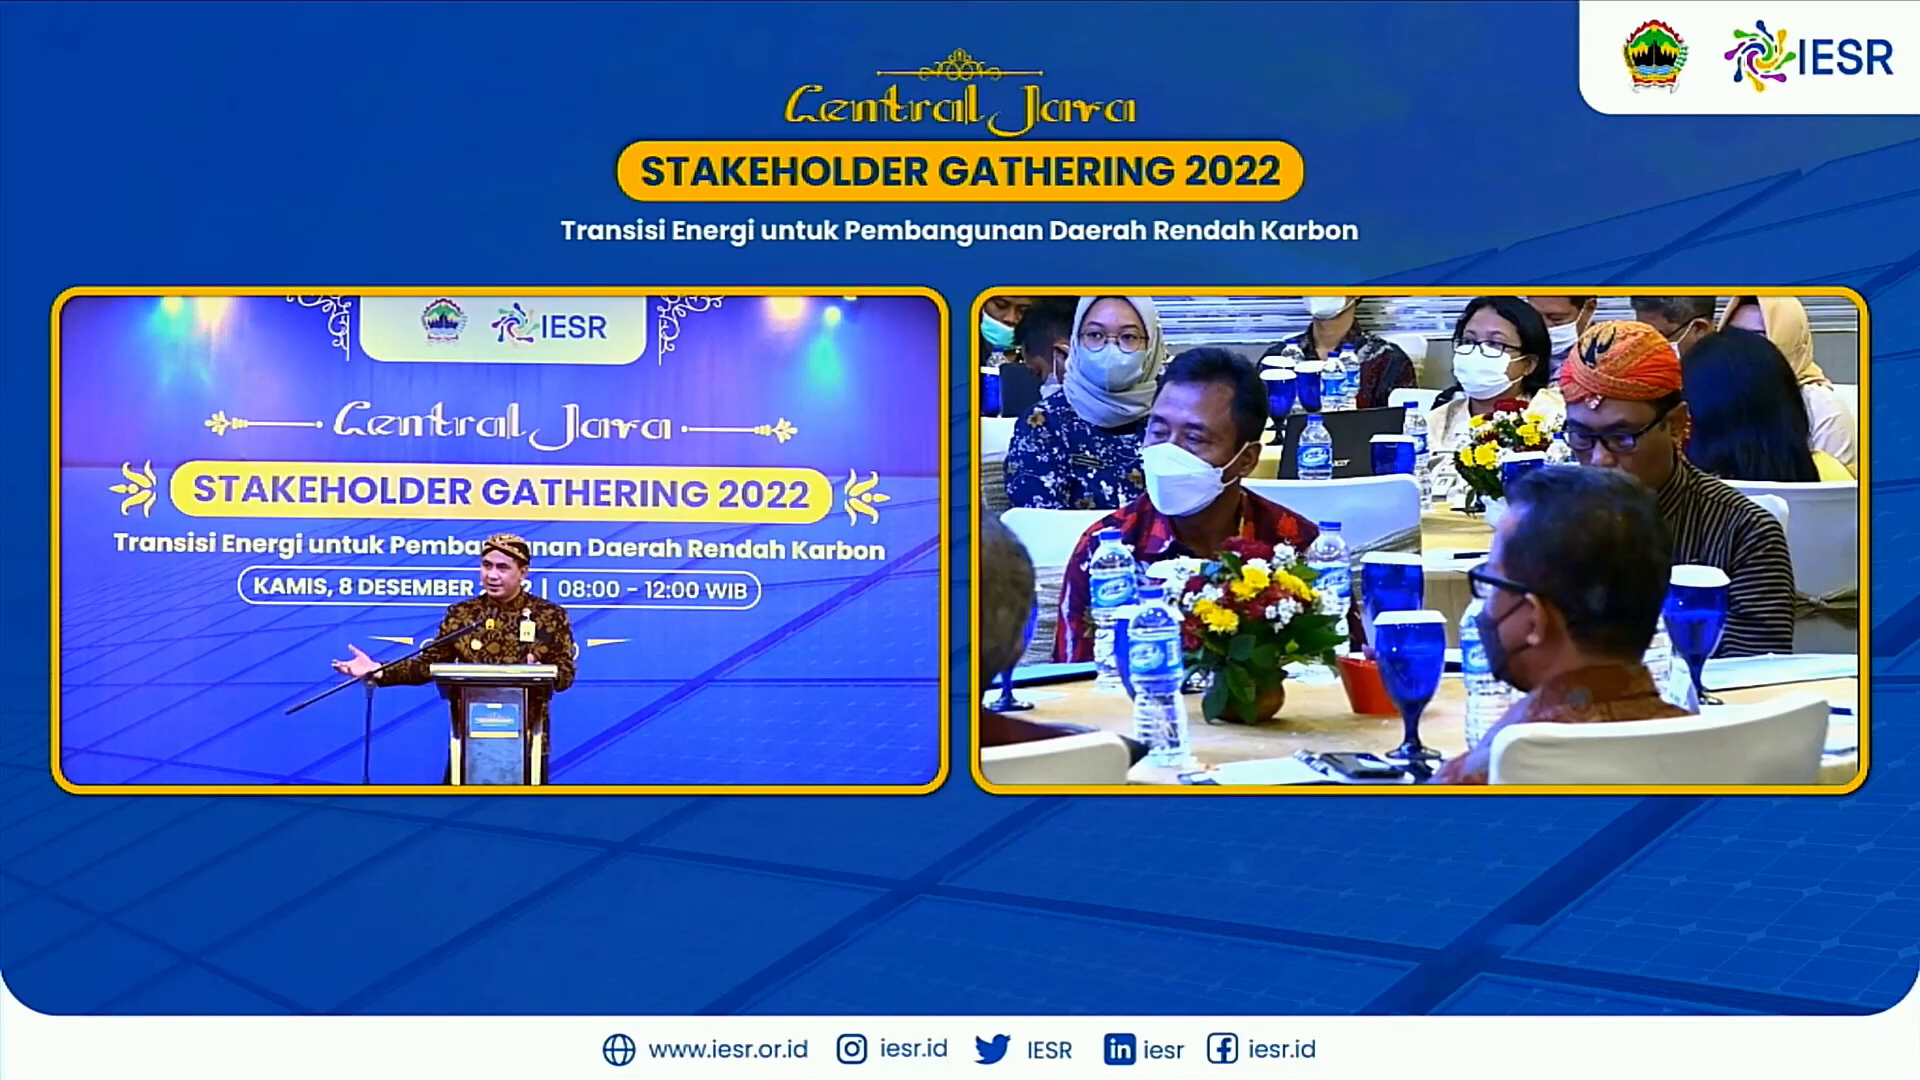 IESR
Central Java
STAKEHOLDER GATHERING 2022
Transisi Energi untuk Pembangunan Daerah Rendah Karbon
IESR
Central Java
STAKEHOLDER GATHERING 2022
Transisi Energi untuk Pemba nan Daerah Rendah Karbon
KAMIS, 8 DESEMBER 2 | 08:00 - 12:00 WIB
acer
www.iesr.or.id iesr.id IESR iesr iesr.id